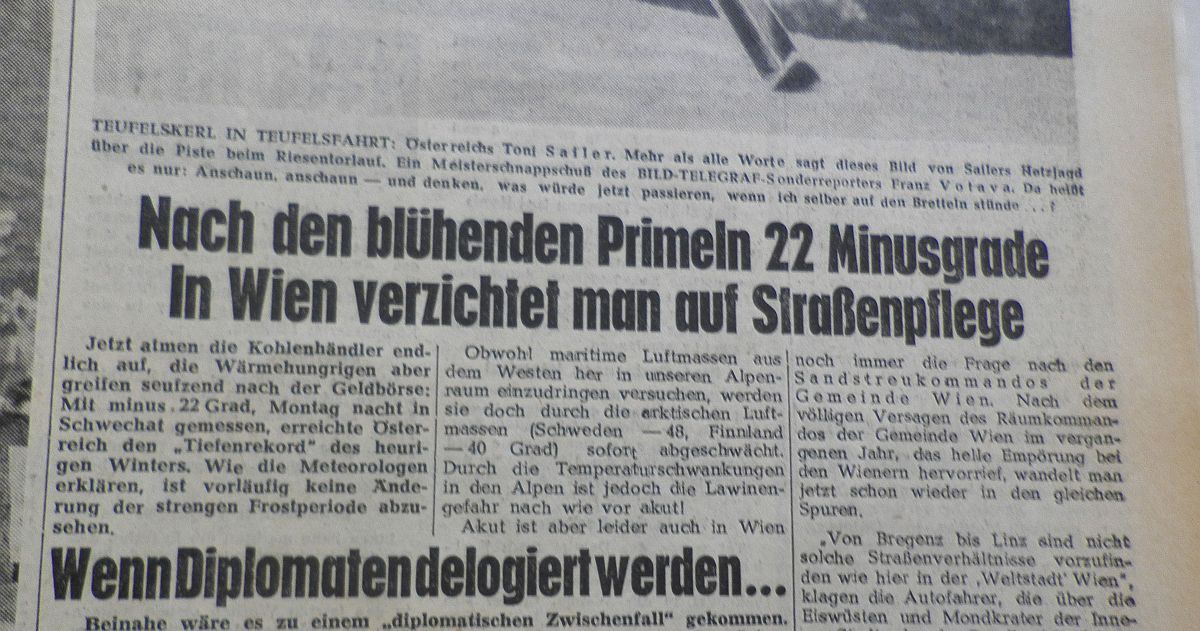 TEUFELSKERL IN TEUFELSFAHRT: Österreichs Toni Sailer. Mehr als alle Worte sagt dieses Bild von Sailers Hetzjagd
über die Piste beim Riesentorlauf. Ein Meisterschnappschuß des BILD-TELEGRAF-Sonderreporters Franz Votava. Da heißt
es nur: Anschaun, anschaun — und denken, was würde jetzt passieren, wenn ich selber auf den Bretteln stünde ...?
Nach den blühenden Primeln 22 Minusgrade
In Wien verzichtet man auf Straßenpflege
Jetzt atmen die Kohlenhändler end-
lich auf, die Wärmehungrigen aber
greifen seufzend nach der Geldbörse:
Mit minus 22 Grad, Montag nacht in
Schwechat gemessen, erreichte Öster-
reich den „Tiefenrekord" des heuri-
gen Winters. Wie die Meteorologen
erklären, ist vorläufig keine Ände-
rung der strengen Frostperiode abzu-
sehen.
Obwohl maritime Luftmassen aus
dem Westen her in unseren Alpen-
raum einzudringen versuchen, werden
sie doch durch die arktischen Luft-
massen (Schweden —48, Finnland
—40 Grad) sofort abgeschwächt.
Durch die Temperaturschwankungen
in den Alpen ist jedoch die Lawinen-
gefahr nach wie vor akut!
Akut ist aber leider auch in Wien
noch immer die Frage nach den
Sandstreukommandos der
Gemeinde Wien. Nach dem
völligen Versagen des Räumkomman-
dos der Gemeinde Wien im vergan-
genen Jahr, das helle Empörung bei
den Wienern hervorrief, wandelt man
jetzt schon wieder in den gleichen
Spuren.
„Von Bregenz bis Linz sind nicht
solche Straßenverhältnisse vorzufin-
den wie hier in der ‚Weltstadt' Wien",
klagen die Autofahrer, die über die
Eiswüsten und Mondkrater der Inne-
Wenn Diplomaten delogiert werden...
Beinahe wäre es zu einem „diplomatischen Zwischenfall" gekommen.